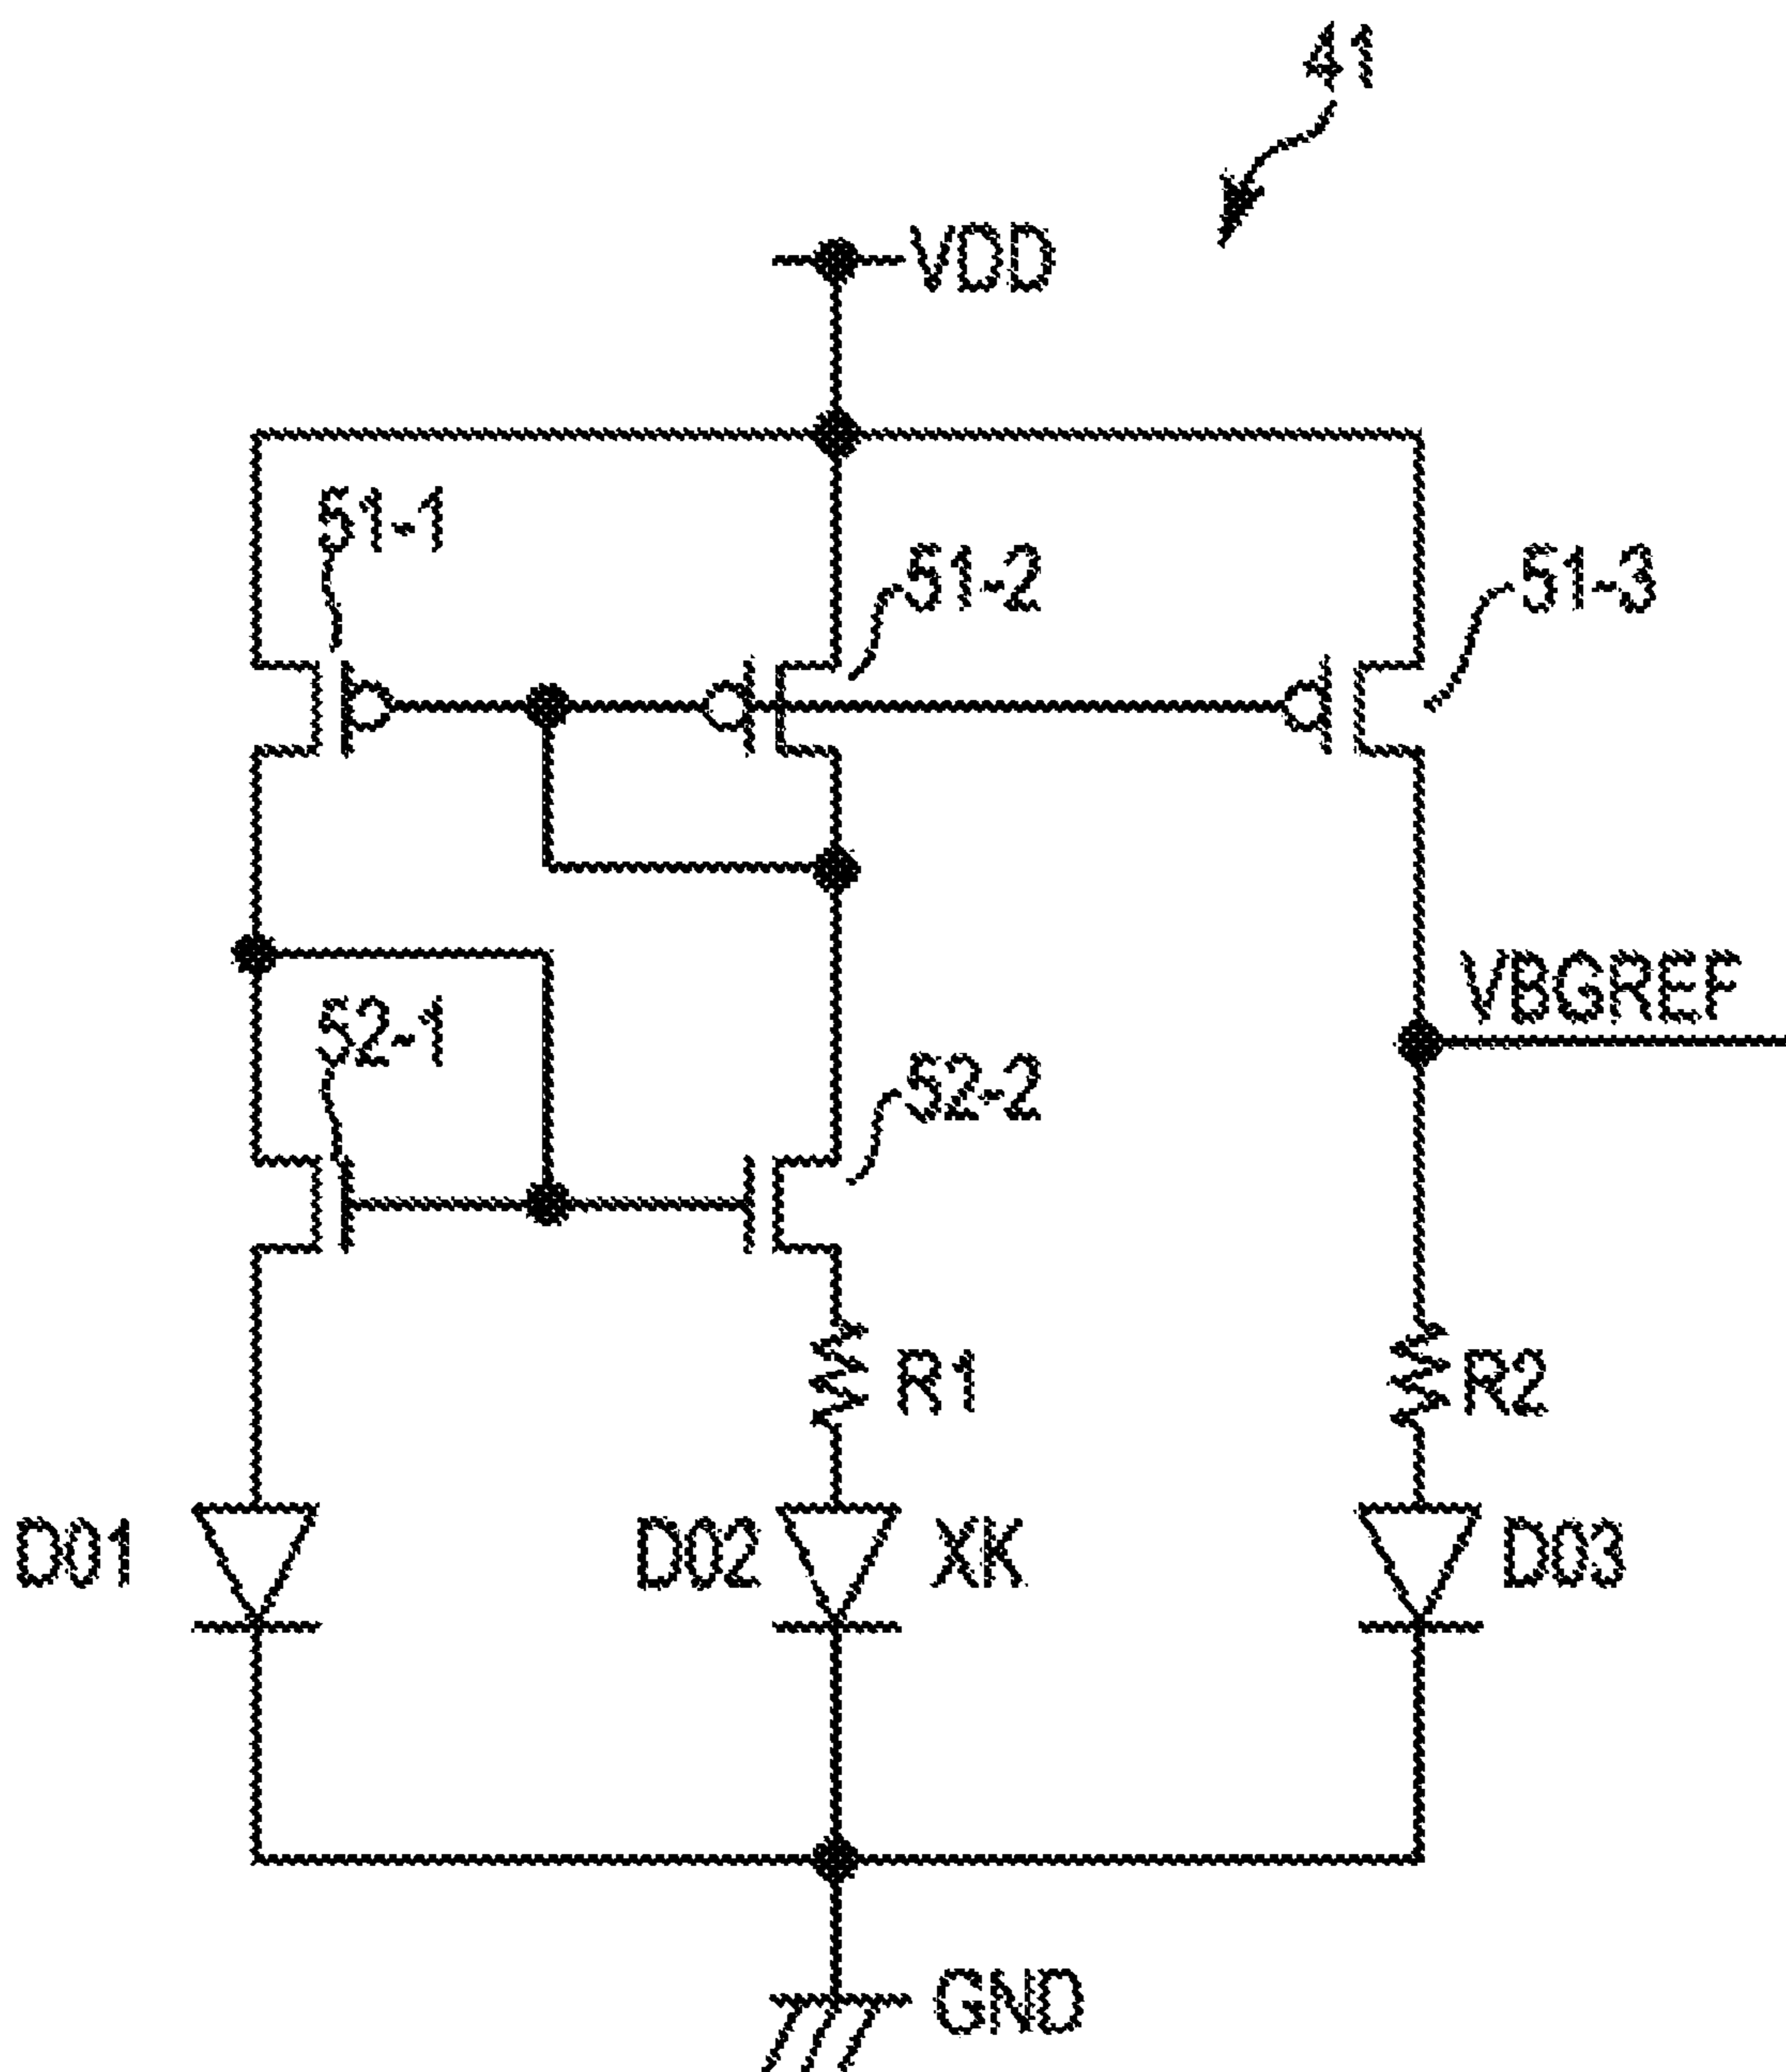 41
VDD
51-1
51-2
51-3
VBGREF
52-1
52-2
R1
R2
D01
D02
XK
D03
GND